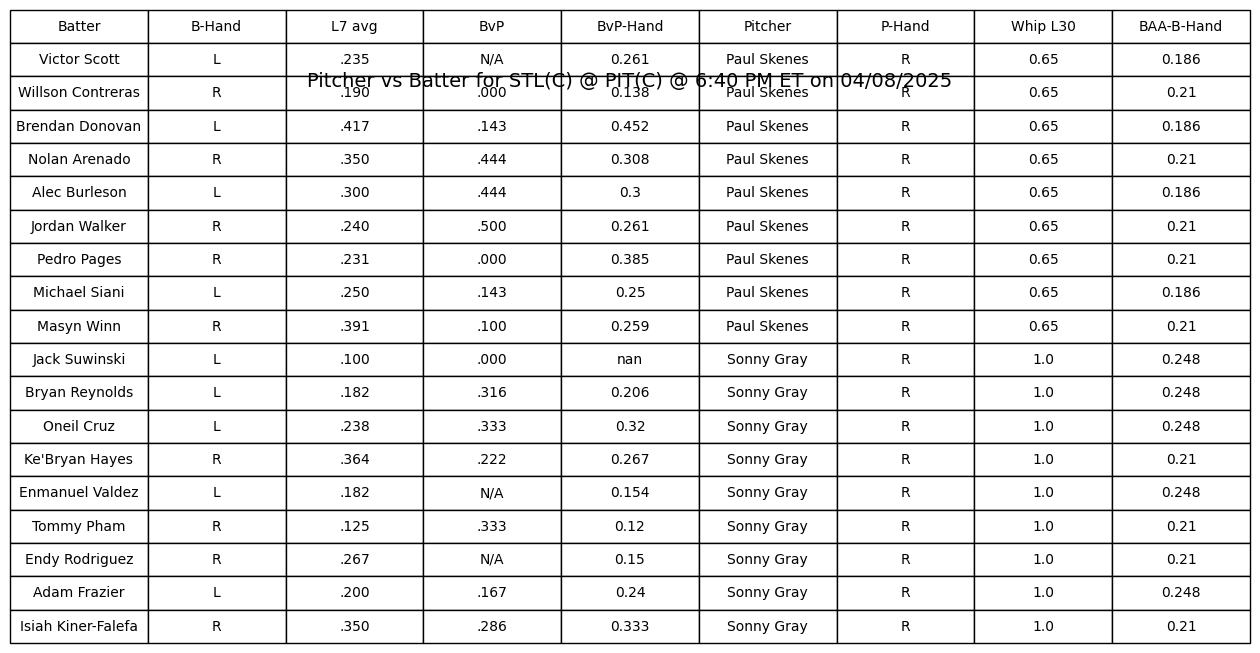 Batter B-Hand L7 avg BvP BvP-Hand Pitcher P-Hand Whip L30 BAA-B-Hand
Victor Scott L .235 N/A 0.261 Paul Skenes R 0.65 0.186
Pitcher vs Batter for STL(C) @ PIT(C) @ 6:40 PM ET on 04/08/2025
Willson Contreras R .190 .000 0.138 Paul Skenes R 0.65 0.21
Brendan Donovan L .417 .143 0.452 Paul Skenes R 0.65 0.186
Nolan Arenado R .350 .444 0.308 Paul Skenes R 0.65 0.21
Alec Burleson L .300 .444 0.3 Paul Skenes R 0.65 0.186
Jordan Walker R .240 .500 0.261 Paul Skenes R 0.65 0.21
Pedro Pages R .231 .000 0.385 Paul Skenes R 0.65 0.21
Michael Siani L .250 .143 0.25 Paul Skenes R 0.65 0.186
Masyn Winn R .391 .100 0.259 Paul Skenes R 0.65 0.21
Jack Suwinski L .100 .000 nan Sonny Gray R 1.0 0.248
Bryan Reynolds L .182 .316 0.206 Sonny Gray R 1.0 0.248
Oneil Cruz L .238 .333 0.32 Sonny Gray R 1.0 0.248
Ke'Bryan Hayes R .364 .222 0.267 Sonny Gray R 1.0 0.21
Enmanuel Valdez L .182 N/A 0.154 Sonny Gray R 1.0 0.248
Tommy Pham R .125 .333 0.12 Sonny Gray R 1.0 0.21
Endy Rodriguez R .267 N/A 0.15 Sonny Gray R 1.0 0.21
Adam Frazier L .200 .167 0.24 Sonny Gray R 1.0 0.248
Isiah Kiner-Falefa R .350 .286 0.333 Sonny Gray R 1.0 0.21